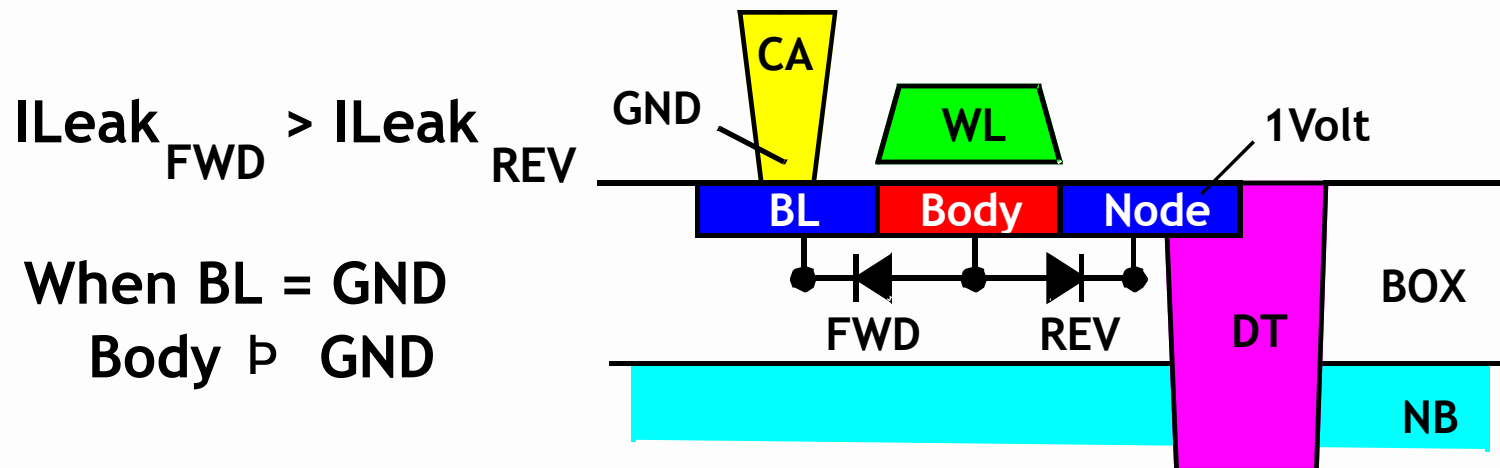 ILeak FWD > ILeak REV
When BL = GND
Body Þ GND
CA
GND
WL
1Volt
BL
Body
Node
FWD
REV
DT
BOX
NB